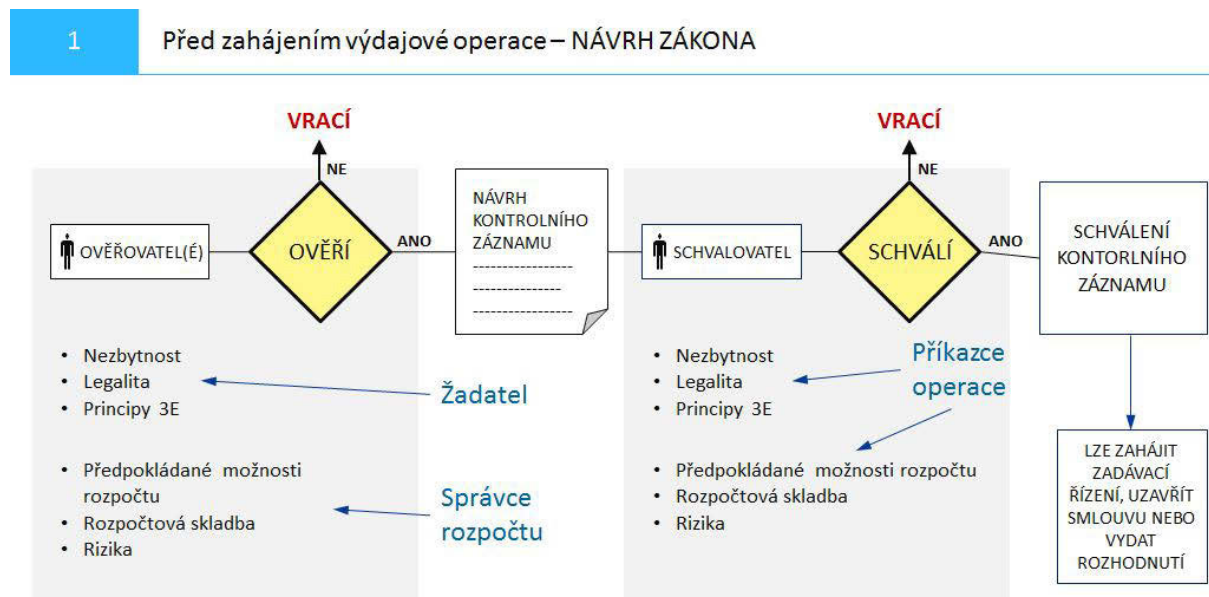 1
Před zahájením výdajové operace – NÁVRH ZÁKONA
VRACÍ
NE
OVĚŘOVATEL(É)
OVĚŘÍ
ANO
NÁVRH
KONTROLNÍHO
ZÁZNAMU
-----------------
---------------
-----------------
VRACÍ
NE
SCHVALOVATEL
SCHVÁLÍ
ANO
SCHVÁLENÍ
KONTORLNÍHO
ZÁZNAMU
• Nezbytnost
• Legalita
• Principy 3E
Žadatel
• Předpokládané možnosti
rozpočtu
• Rozpočtová skladba
• Rizika
Správce
rozpočtu
• Nezbytnost
• Legalita
• Principy 3E
Příkazce
operace
• Předpokládané možnosti rozpočtu
• Rozpočtová skladba
• Rizika
LZE ZAHÁJIT
ZADÁVACÍ
ŘÍZENÍ, UZAVŘÍT
SMLOUVU NEBO
VYDAT
ROZHODNUTÍ